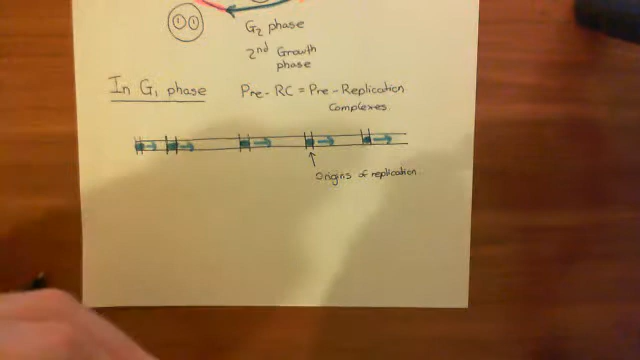 G₂ phase
2nd Growth
phase
In G₁ phase
Pre-RC = Pre-Replication
Complexes.
Origins of replication